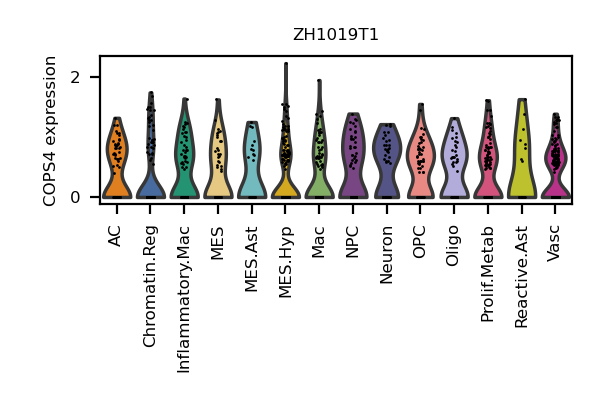 ZH1019T1
COPS4 expression
2
0
AC
Chromatin.Reg
Inflammatory.Mac
MES
MES.Ast
MES.Hyp
Mac
NPC
Neuron
OPC
Oligo
Prolif.Metab
Reactive.Ast
Vasc